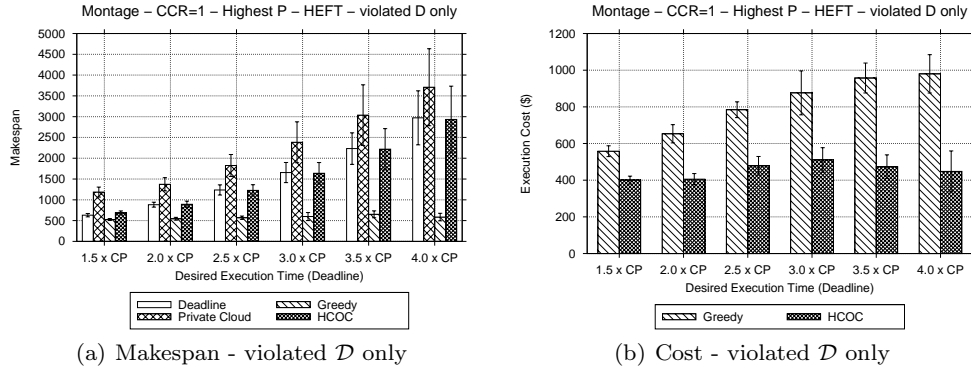 Montage – CCR=1 – Highest P – HEFT – violated D only
5000
4500
4000
3500
3000
2500
2000
1500
1000
500
0
Makespan
1.5 x CP 2.0 x CP 2.5 x CP 3.0 x CP 3.5 x CP 4.0 x CP
Desired Execution Time (Deadline)
Deadline Greedy
Private Cloud HCOC
(a) Makespan - violated 𝒟 only
Montage – CCR=1 – Highest P – HEFT – violated D only
1200
1000
800
600
400
200
0
Execution Cost ($)
1.5 x CP 2.0 x CP 2.5 x CP 3.0 x CP 3.5 x CP 4.0 x CP
Desired Execution Time (Deadline)
Greedy HCOC
(b) Cost - violated 𝒟 only